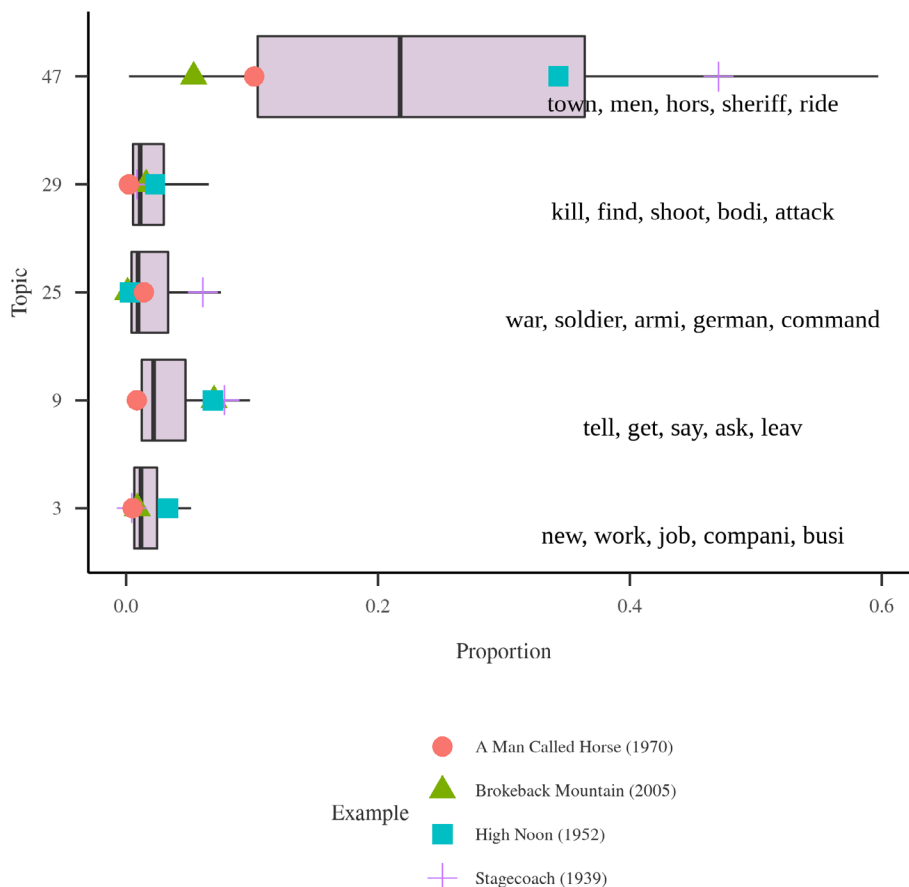 47
town, men, hors, sheriff, ride
29
kill, find, shoot, bodi, attack
Topic
25
war, soldier, armi, german, command
9
tell, get, say, ask, leav
3
new, work, job, compani, busi
0.0 0.2 0.4 0.6
Proportion
Example
A Man Called Horse (1970)
Brokeback Mountain (2005)
High Noon (1952)
Stagecoach (1939)